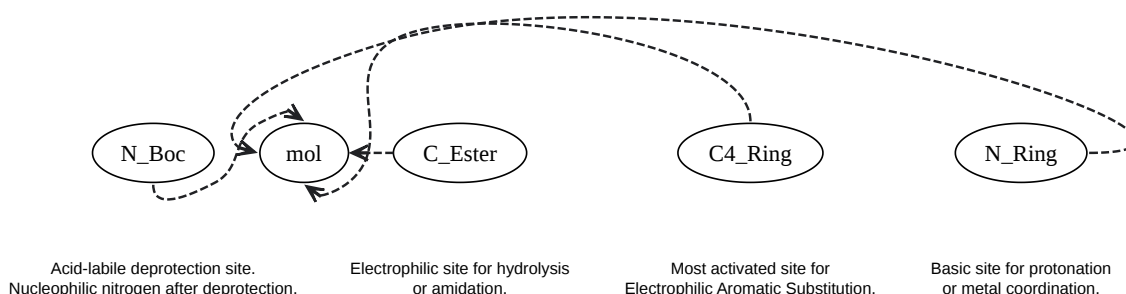 N_Boc
mol
C_Ester
C4_Ring
N_Ring
Acid-labile deprotection site.
Nucleophilic nitrogen after deprotection.
Electrophilic site for hydrolysis
or amidation.
Most activated site for
Electrophilic Aromatic Substitution.
Basic site for protonation
or metal coordination.